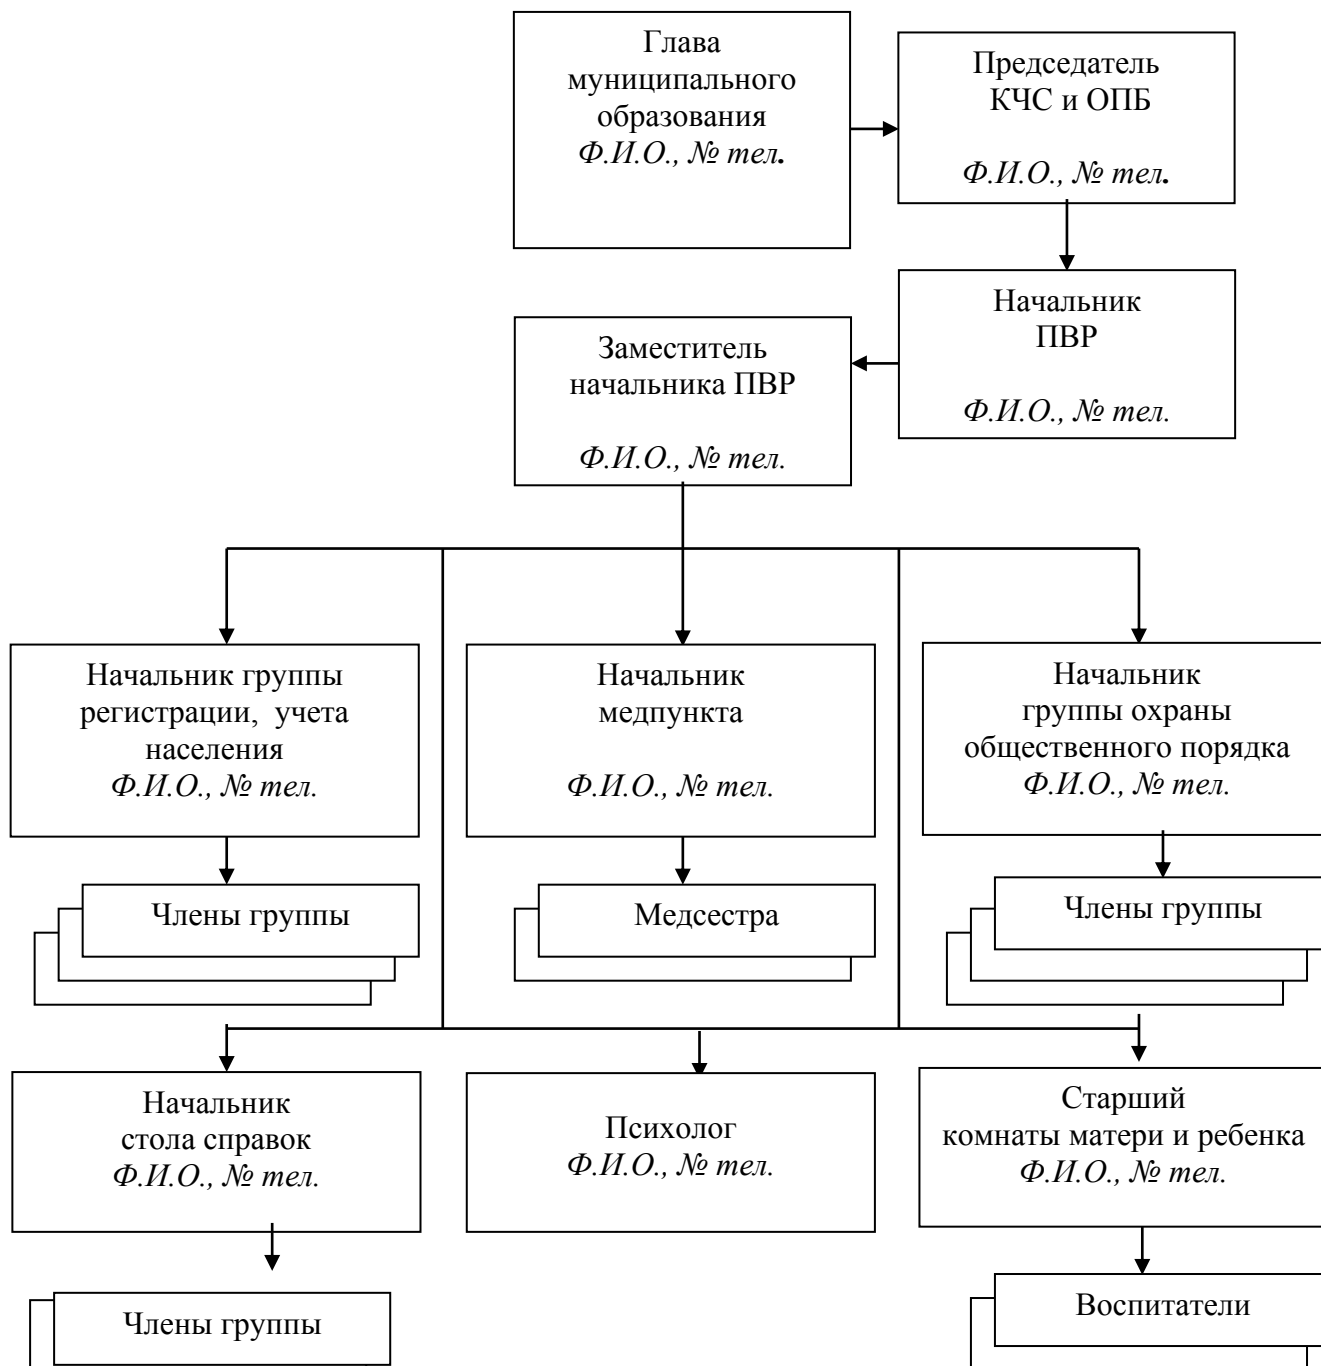 Глава
муниципального
образования
Ф.И.О., № тел.
Председатель
КЧС и ОПБ
Ф.И.О., № тел.
Начальник
ПВР
Ф.И.О., № тел.
Заместитель
начальника ПВР
Ф.И.О., № тел.
Начальник группы
регистрации, учета
населения
Ф.И.О., № тел.
Начальник
медпункта
Ф.И.О., № тел.
Начальник
группы охраны
общественного порядка
Ф.И.О., № тел.
Члены группы
Медсестра
Члены группы
Начальник
стола справок
Ф.И.О., № тел.
Психолог
Ф.И.О., № тел.
Старший
комнаты матери и ребенка
Ф.И.О., № тел.
Члены группы
Воспитатели